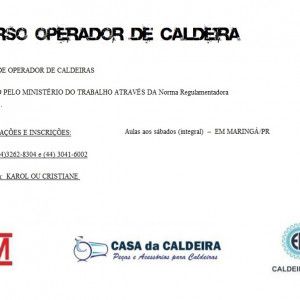 RSO OPERADOR DE CALDEIRA
DE OPERADOR DE CALDEIRAS
O PELO MINISTÉRIO DO TRABALHO ATRAVÉS DA Norma Regulamentadora
AÇÕES E INSCRIÇÕES: Aulas aos sábados (integral) – EM MARINGÁ/PR
4)3262-8304 e (44) 3041-6002
KAROL OU CRISTIANE
M
CASA da CALDEIRA
Peças e Acessórios para Caldeiras
CALDEI